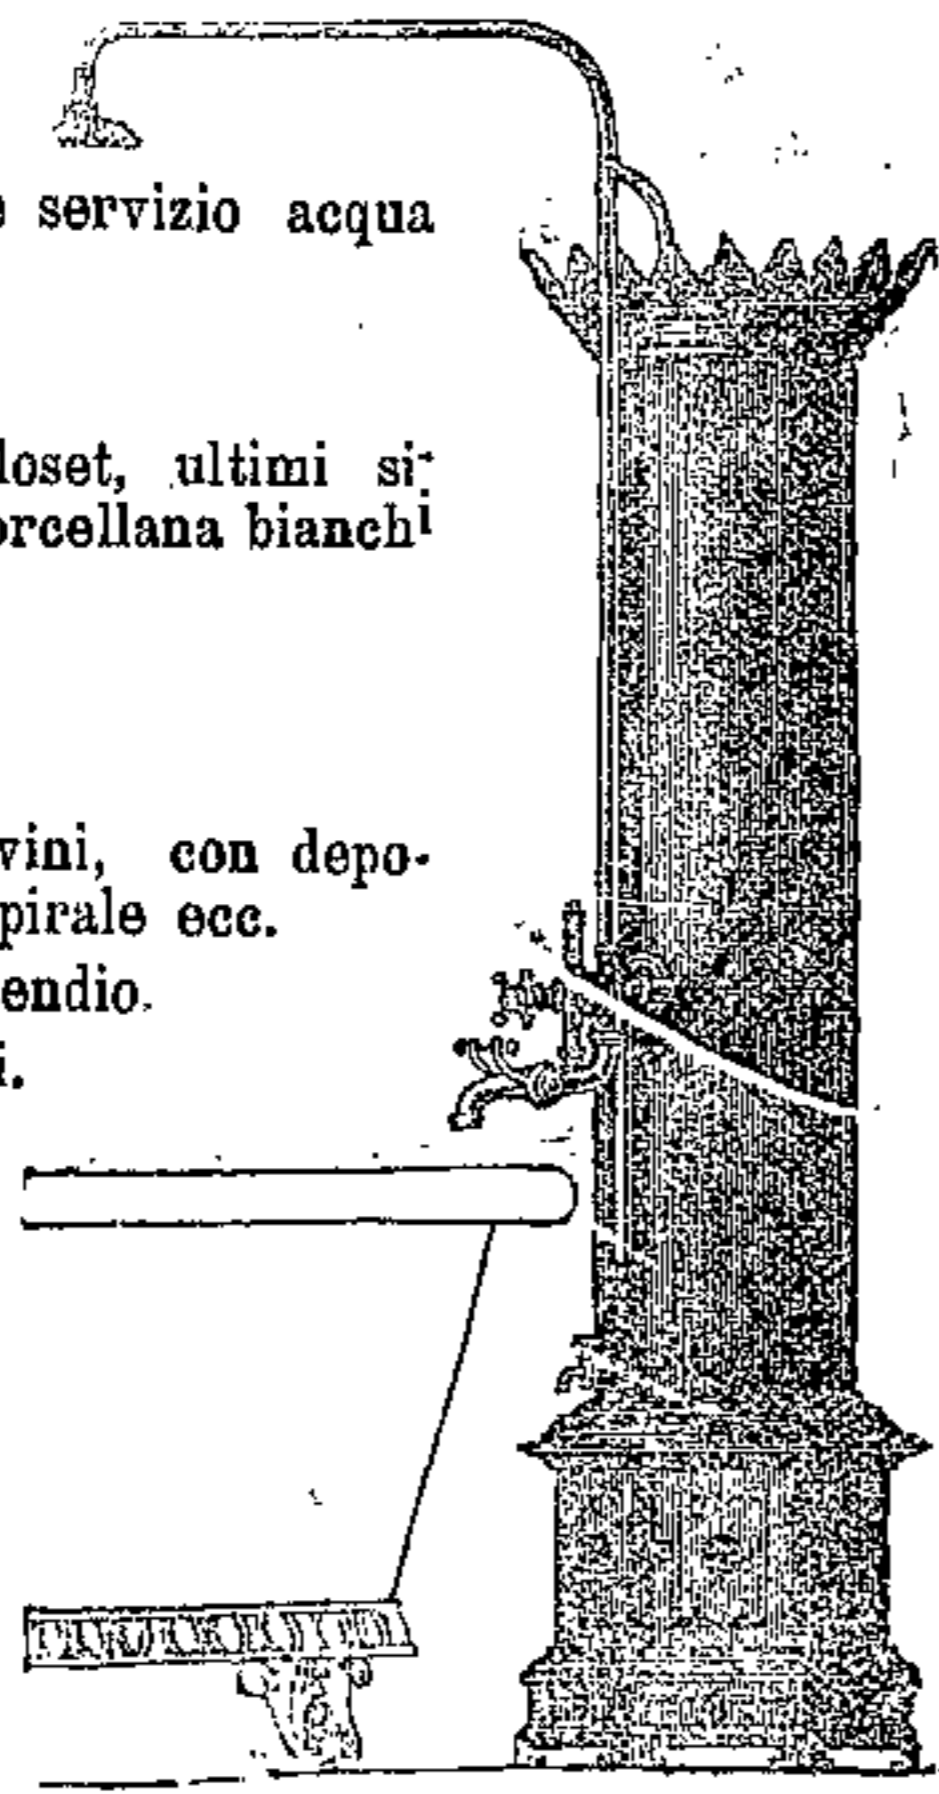 e servizio acqua
loset, ultimi si-
orcellana bianchi
vini, con depo-
pirale ecc.
endio.
i.